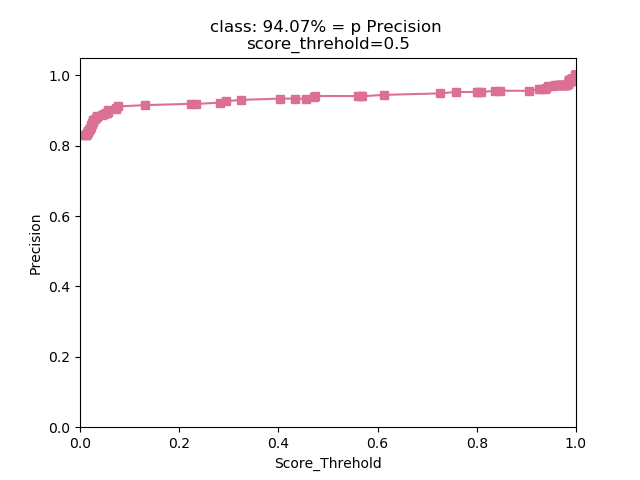 class: 94.07% = p Precision
score_threhold=0.5
1.0
0.8
0.6
0.4
0.2
0.0
Precision
0.0 0.2 0.4 0.6 0.8 1.0
Score_Threhold